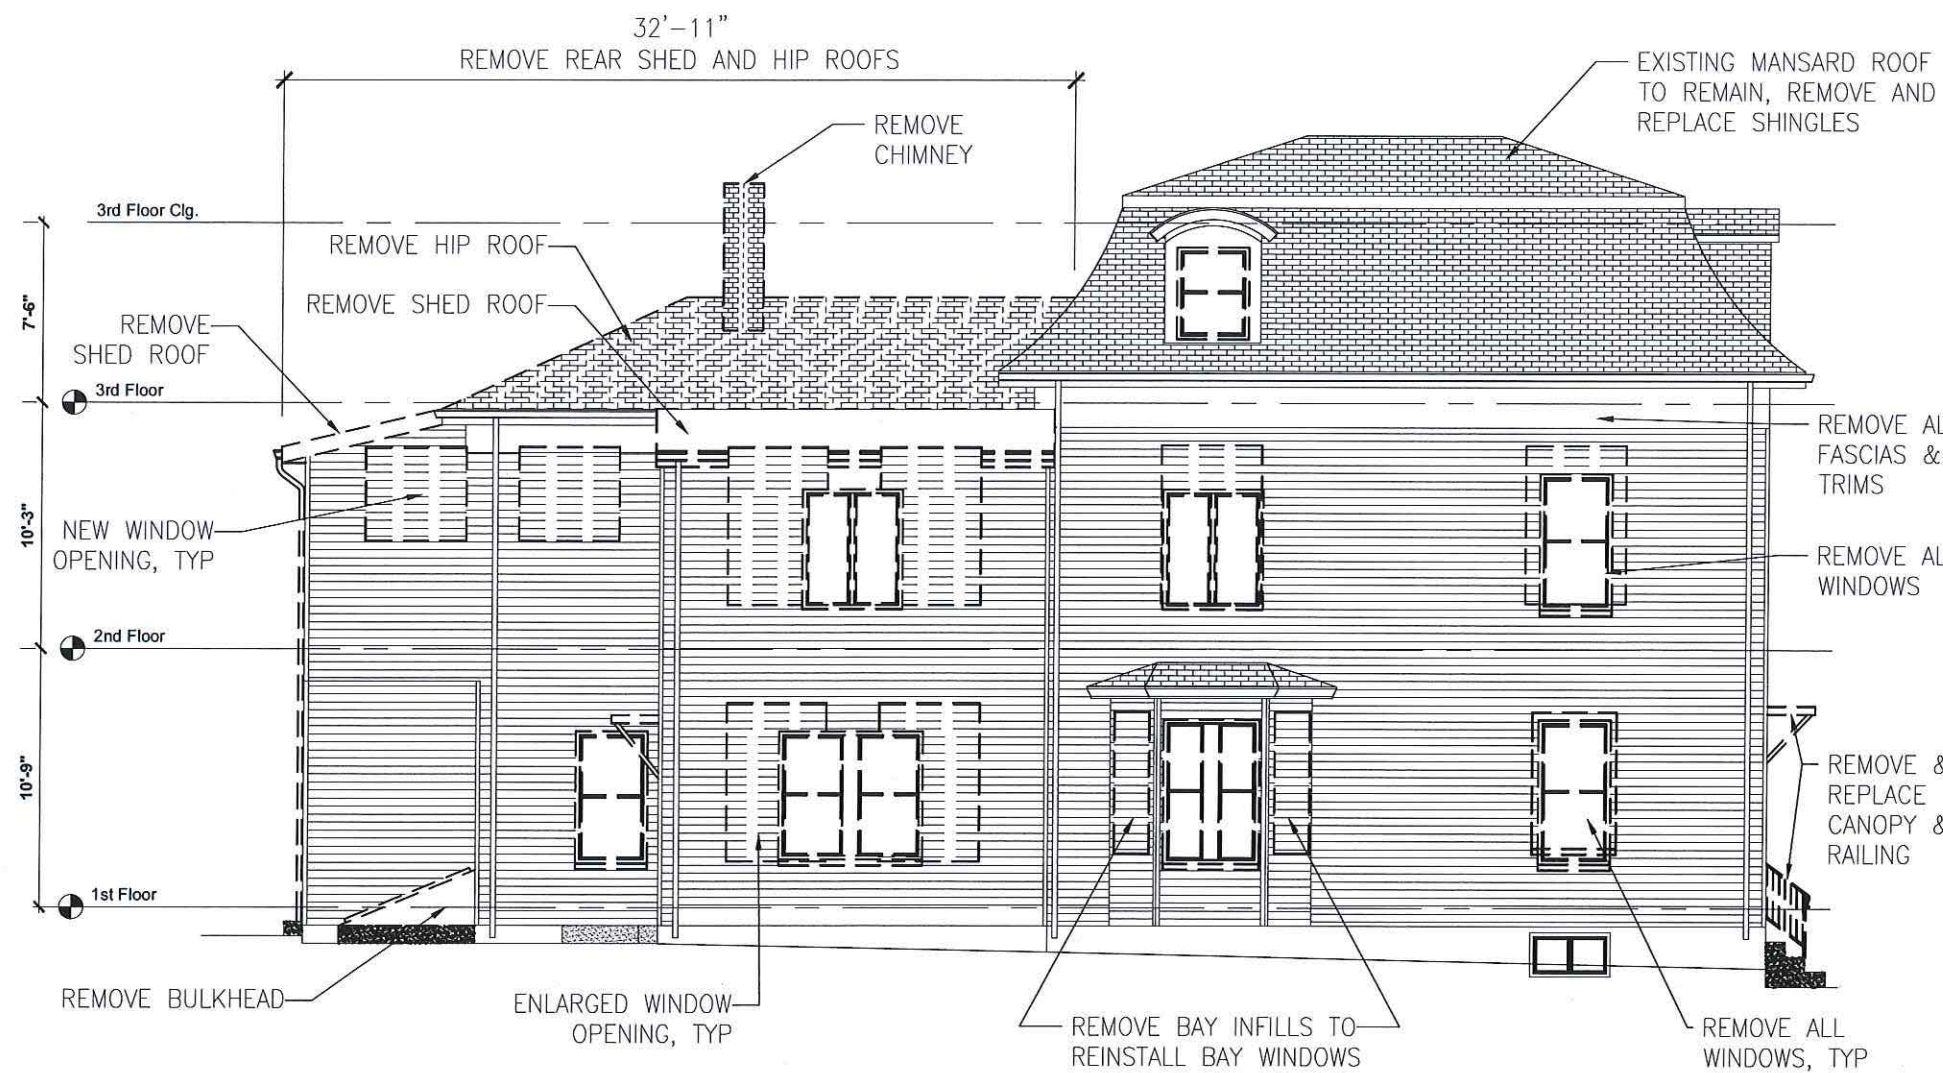 32'-11"
REMOVE REAR SHED AND HIP ROOFS
EXISTING MANSARD ROOF
TO REMAIN, REMOVE AND
REPLACE SHINGLES
REMOVE
CHIMNEY
3rd Floor Clg.
REMOVE HIP ROOF
REMOVE SHED ROOF
7'-6"
REMOVE
SHED ROOF
3rd Floor
REMOVE AL
FASCIAS &
TRIMS
10'-3"
NEW WINDOW
OPENING, TYP
REMOVE AL
WINDOWS
2nd Floor
10'-9"
REMOVE &
REPLACE
CANOPY &
RAILING
1st Floor
REMOVE BULKHEAD
ENLARGED WINDOW
OPENING, TYP
REMOVE BAY INFILLS TO
REINSTALL BAY WINDOWS
REMOVE ALL
WINDOWS, TYP